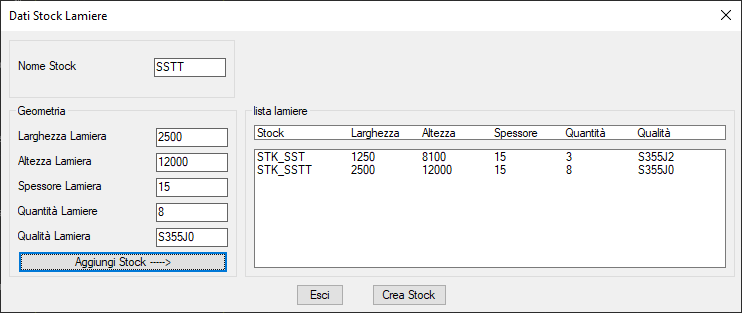 Dati Stock Lamiere
Nome Stock SSTT
Geometria
Larghezza Lamiera 2500
Altezza Lamiera 12000
Spessore Lamiera 15
Quantità Lamiere 8
Qualità Lamiera S355J0
Aggiungi Stock ----->
lista lamiere
Stock Larghezza Altezza Spessore Quantità Qualità
STK_SST 1250 8100 15 3 S355J2
STK_SSTT 2500 12000 15 8 S355J0
Esci Crea Stock